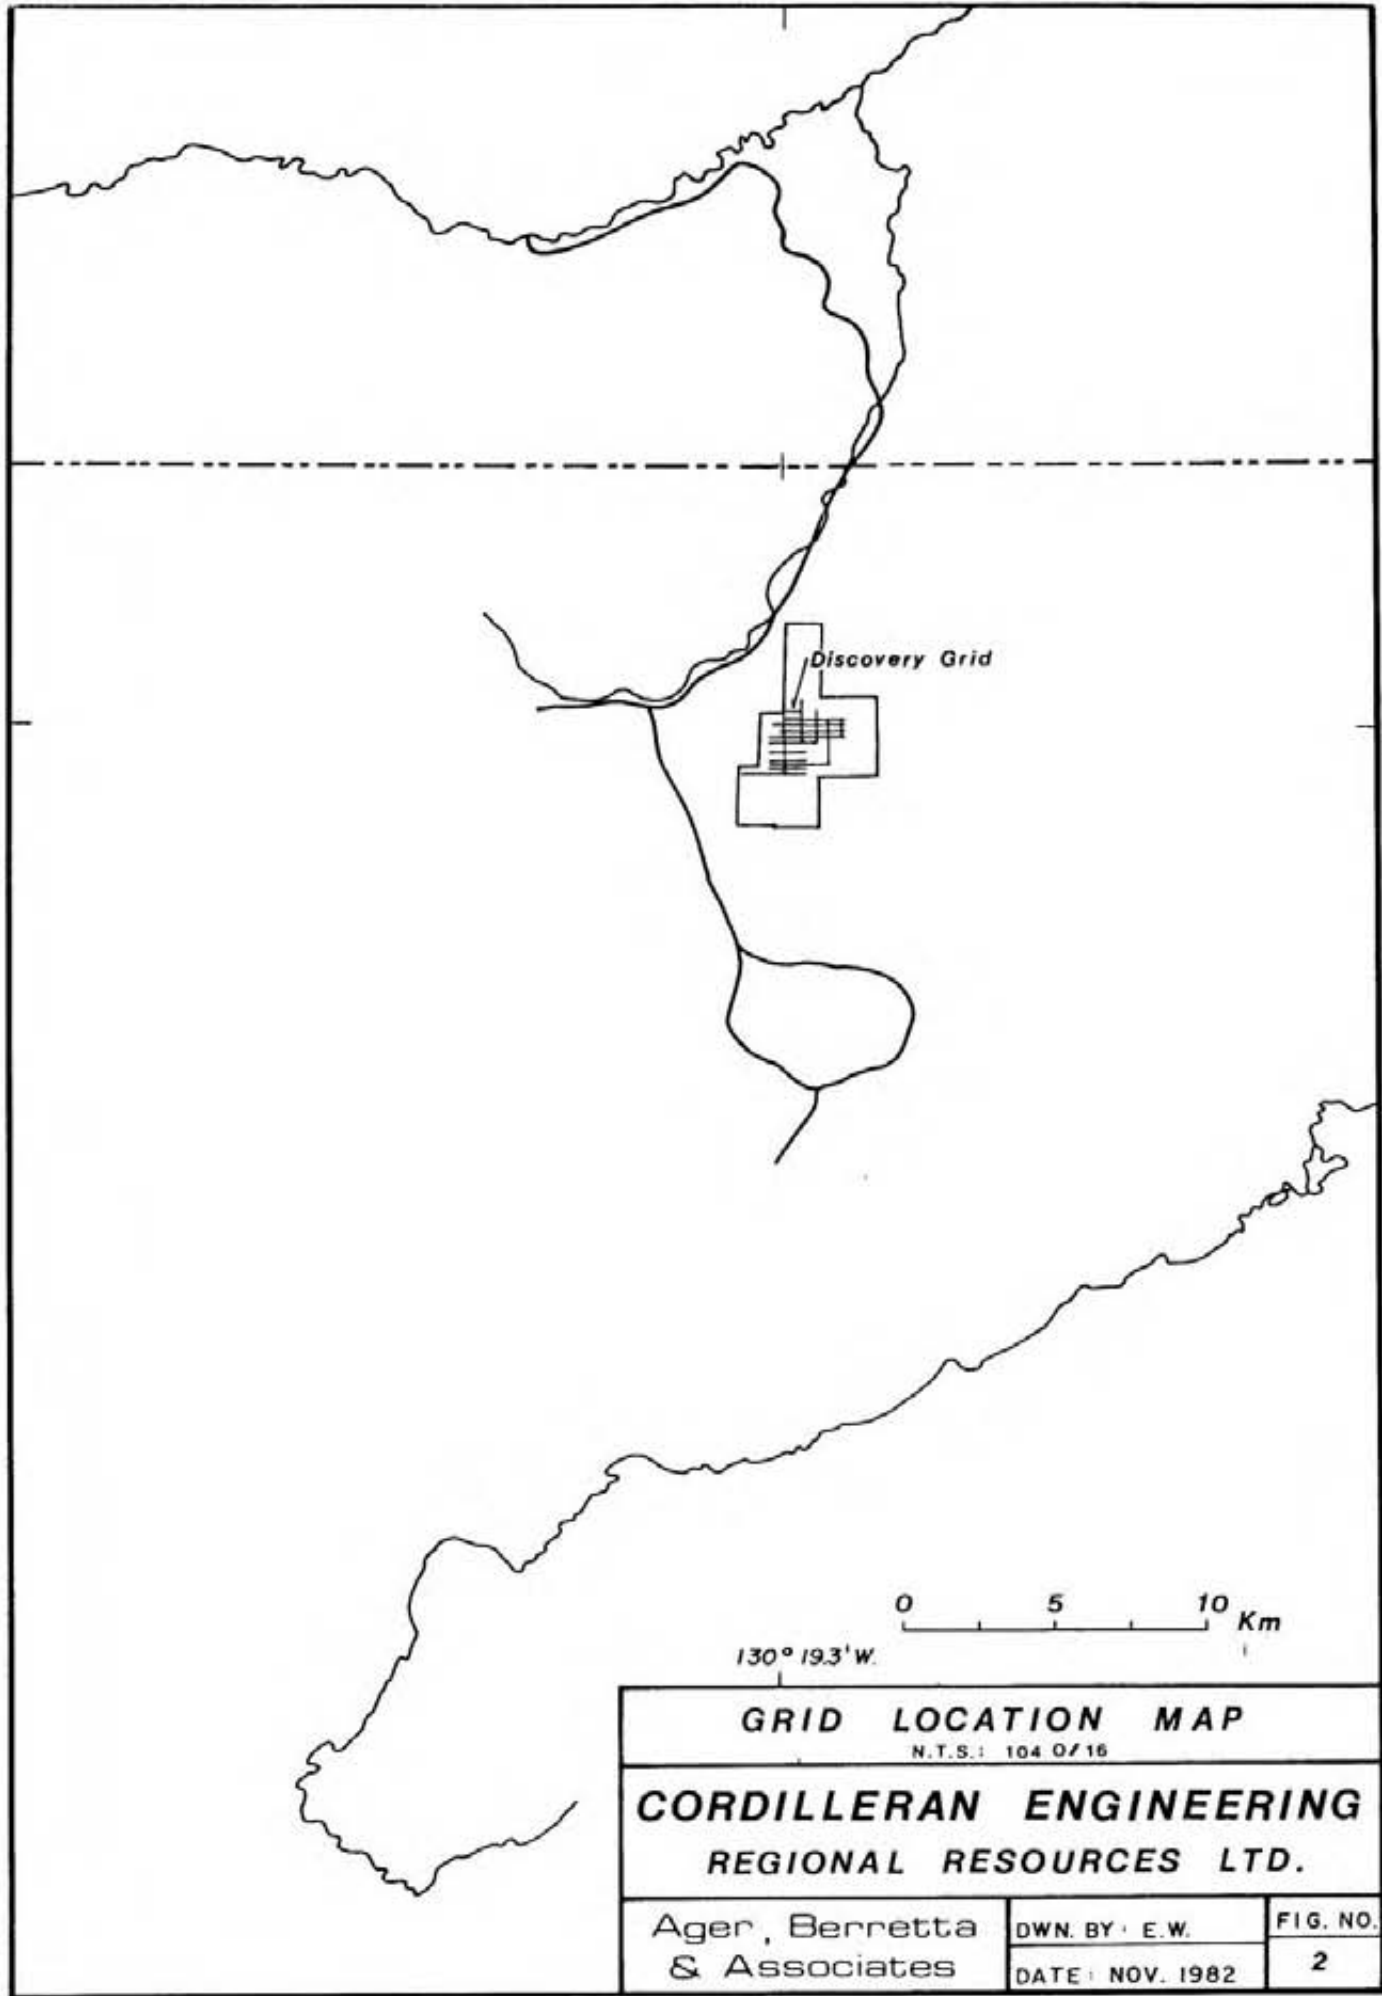 Discovery Grid
0 5 10 Km
130° 19.3' W.
GRID LOCATION MAP
N.T.S.: 104 O/16
CORDILLERAN ENGINEERING
REGIONAL RESOURCES LTD.
Ager, Berretta
& Associates
DWN. BY: E.W.
DATE: NOV. 1982
FIG. NO.
2